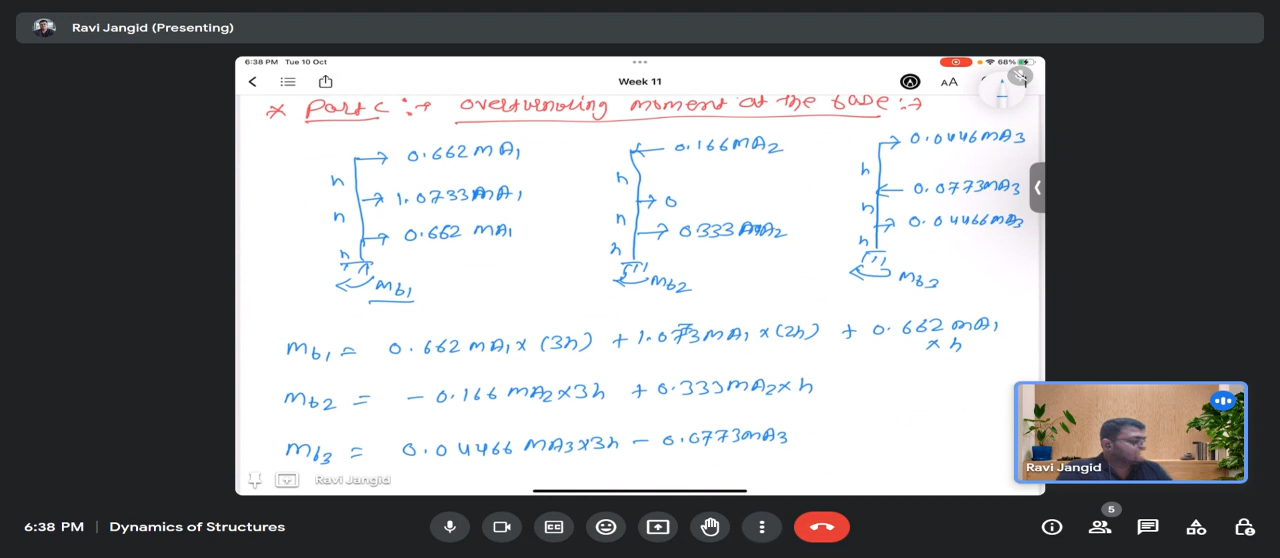 Ravi Jangid (Presenting)
6:38 PM Tue 10 Oct
68%
Week 11
AA
* Part C :→ overturning moment at the base :→
0.662 mA1
0.166 mA2
0.0446 mA3
h
h
h
1.0733 mA1
0
0.0773 mA3
h
h
h
0.662 mA1
0.333 mA2
0.04466 mA3
h
h
h
mb1
mb2
mb3
mb1 = 0.662 mA1 x (3h) + 1.073 mA1 x (2h) + 0.662 mA1
x h
mb2 = - 0.166 mA2 x 3h + 0.333 mA2 x h
mb3 = 0.04466 mA3 x 3h - 0.0773 mA3
Ravi Jangid
Ravi Jangid
5
6:38 PM | Dynamics of Structures